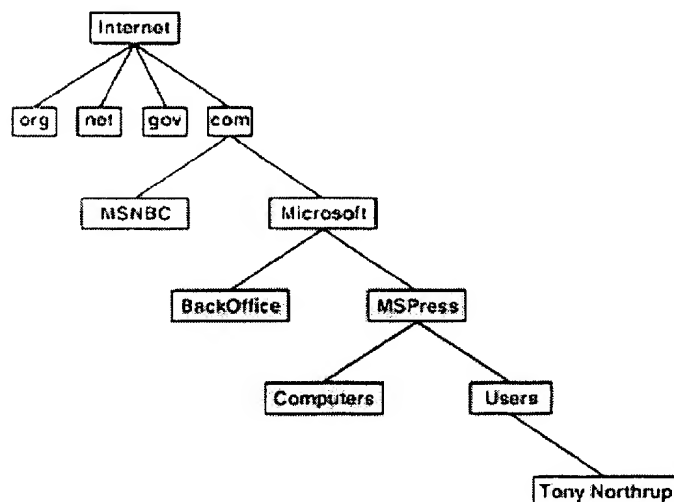 Internet
org net gov com
MSNBC Microsoft
BackOffice MSPress
Computers Users
Tony Northrup